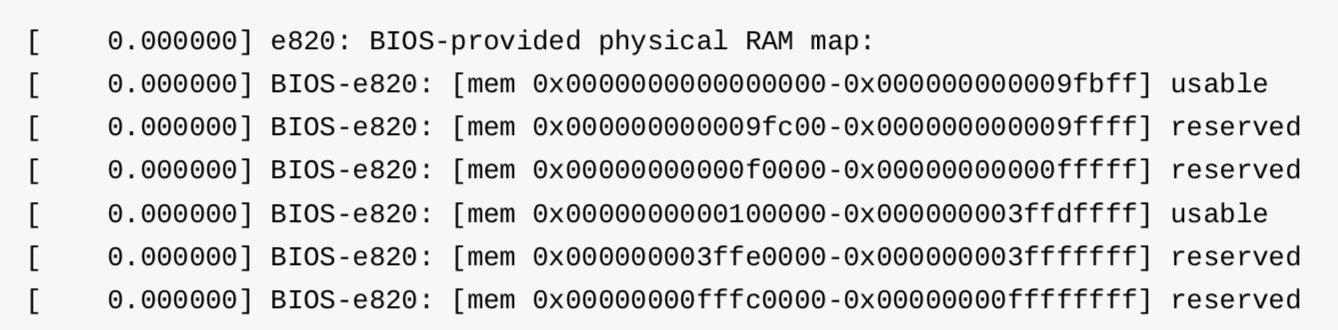 [     0.000000] e820: BIOS-provided physical RAM map:
[     0.000000] BIOS-e820: [mem 0x0000000000000000-0x000000000009fbff] usable
[     0.000000] BIOS-e820: [mem 0x000000000009fc00-0x000000000009ffff] reserved
[     0.000000] BIOS-e820: [mem 0x00000000000f0000-0x00000000000fffff] reserved
[     0.000000] BIOS-e820: [mem 0x0000000000100000-0x000000003ffdffff] usable
[     0.000000] BIOS-e820: [mem 0x000000003ffe0000-0x000000003fffffff] reserved
[     0.000000] BIOS-e820: [mem 0x00000000fffc0000-0x00000000ffffffff] reserved